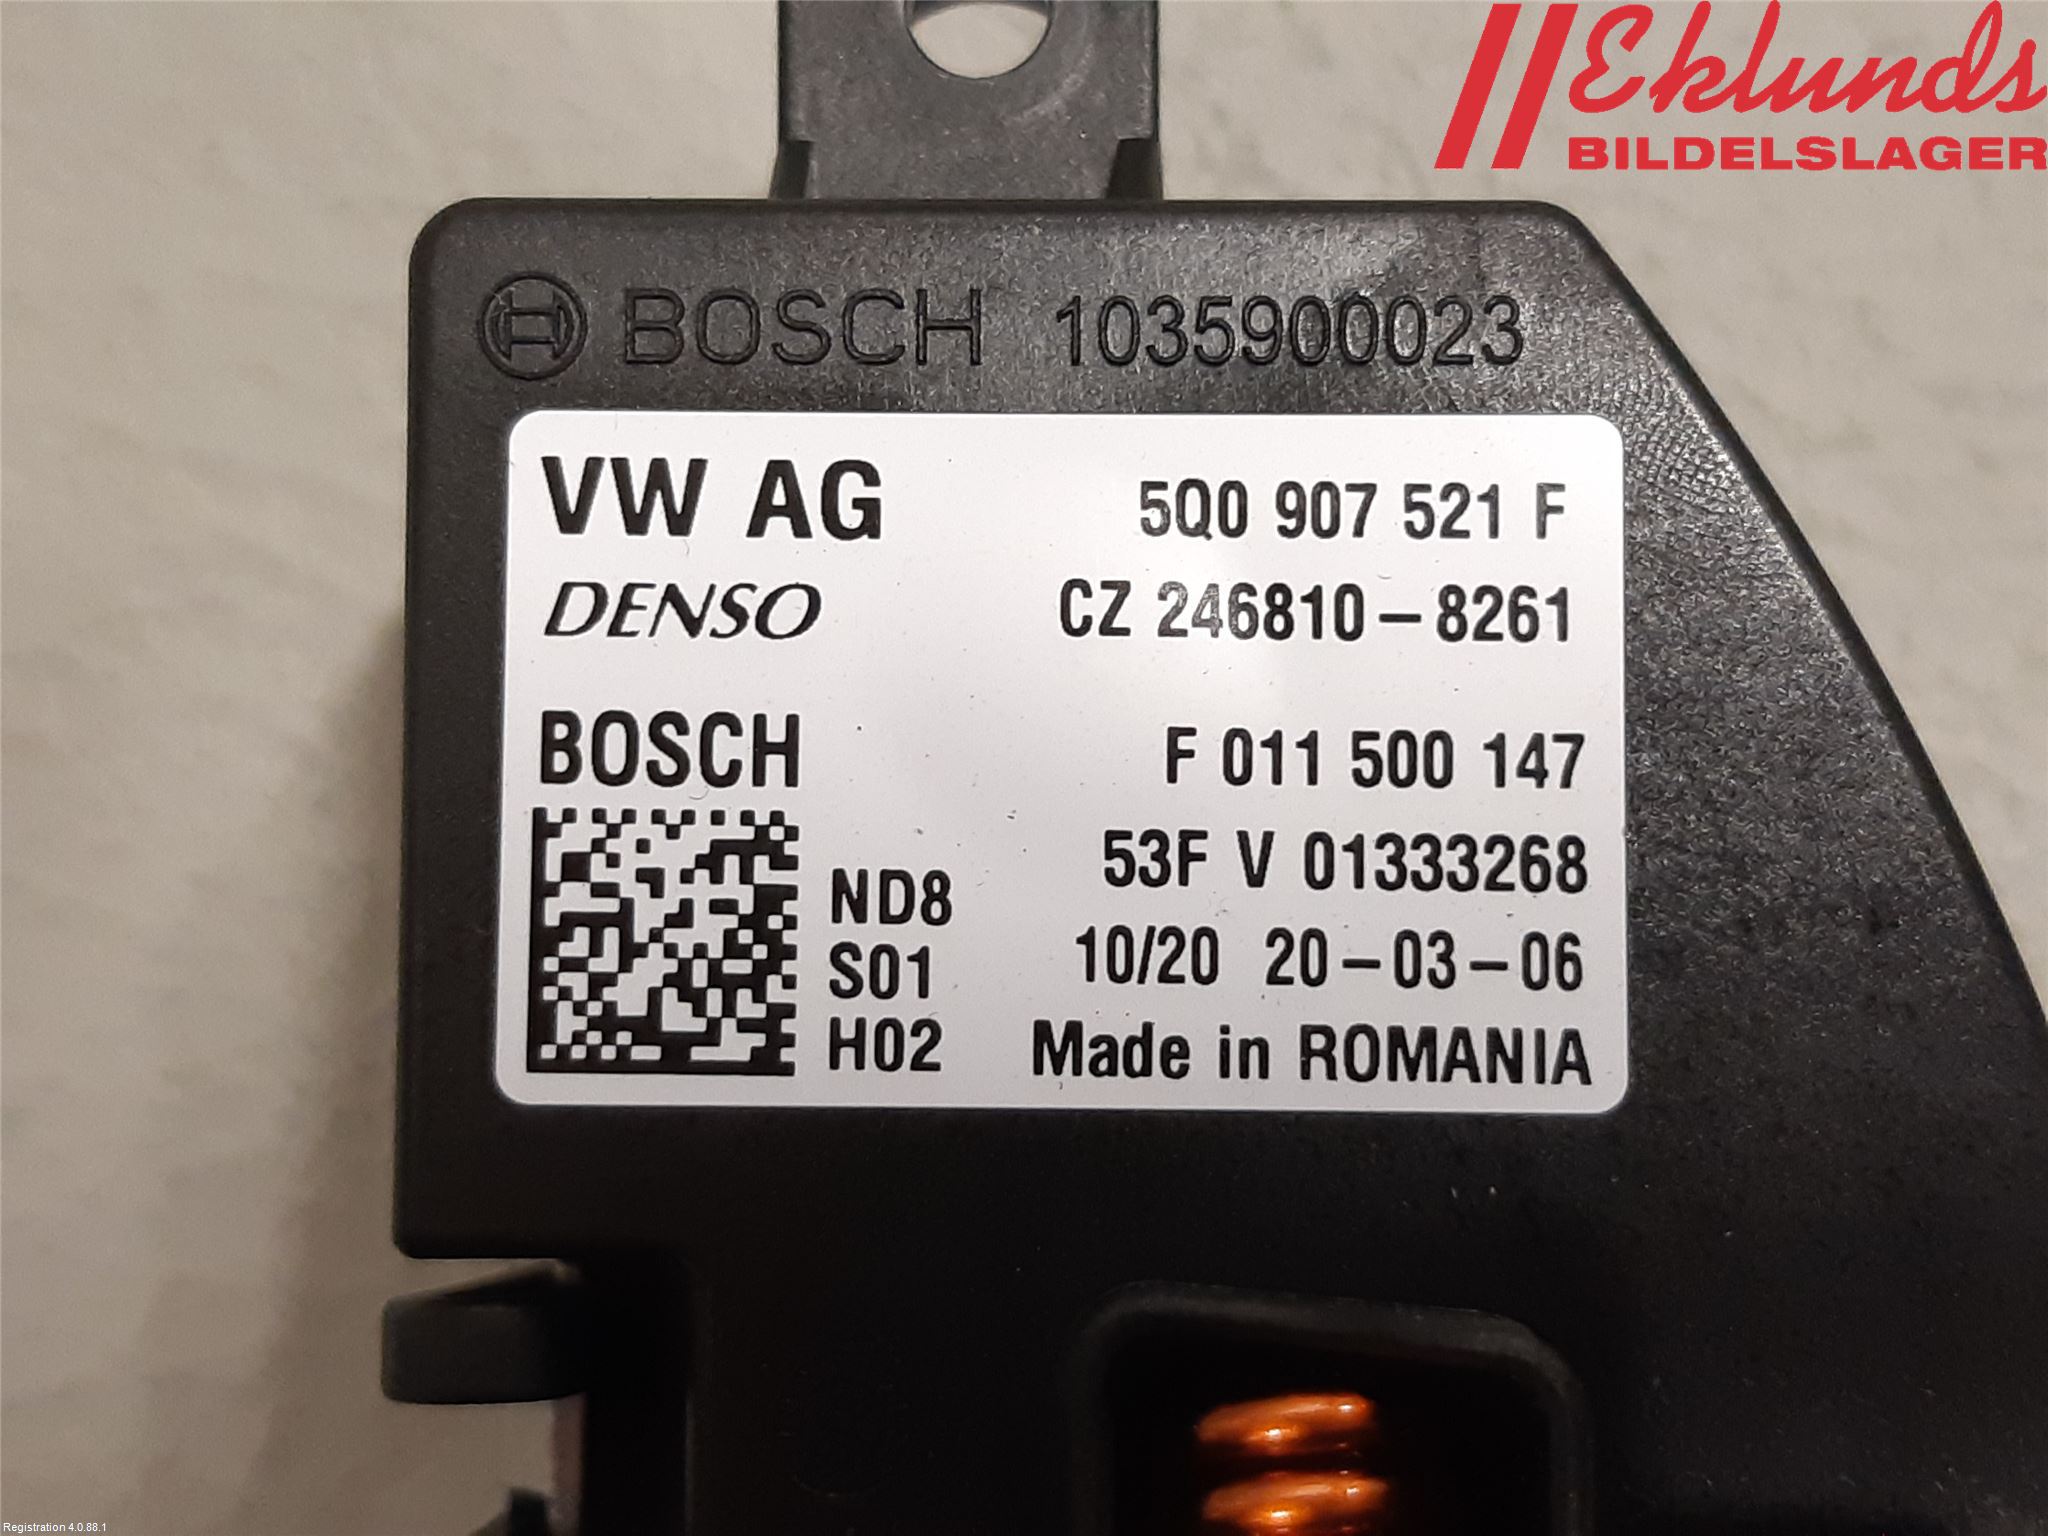 Eklunds
BILDELSLAGER
BOSCH 1035900023
VW AG 5Q0 907 521 F
DENSO CZ 246810-8261
BOSCH F 011 500 147
53F V 01333268
ND8
10/20 20-03-06
S01
H02 Made in ROMANIA
Registration 4.0.88.1